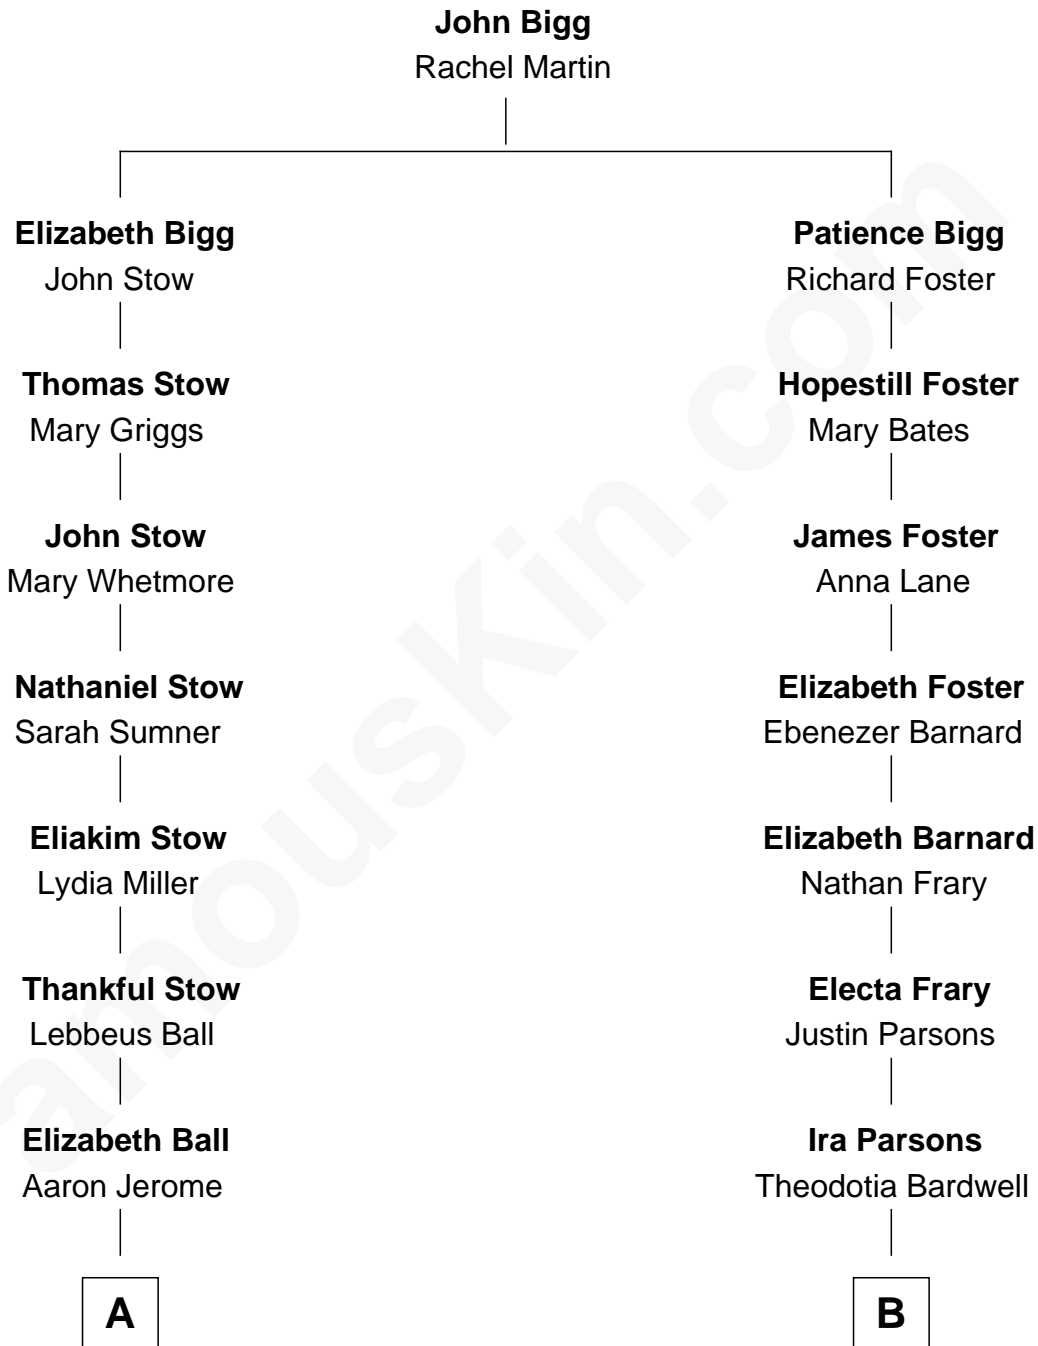 John Bigg
Rachel Martin
Elizabeth Bigg
John Stow
Patience Bigg
Richard Foster
Thomas Stow
Mary Griggs
Hopestill Foster
Mary Bates
John Stow
Mary Whetmore
James Foster
Anna Lane
Nathaniel Stow
Sarah Sumner
Elizabeth Foster
Ebenezer Barnard
Eliakim Stow
Lydia Miller
Elizabeth Barnard
Nathan Frary
Thankful Stow
Lebbeus Ball
Electa Frary
Justin Parsons
Elizabeth Ball
Aaron Jerome
Ira Parsons
Theodotia Bardwell
A
B
amouskin.com